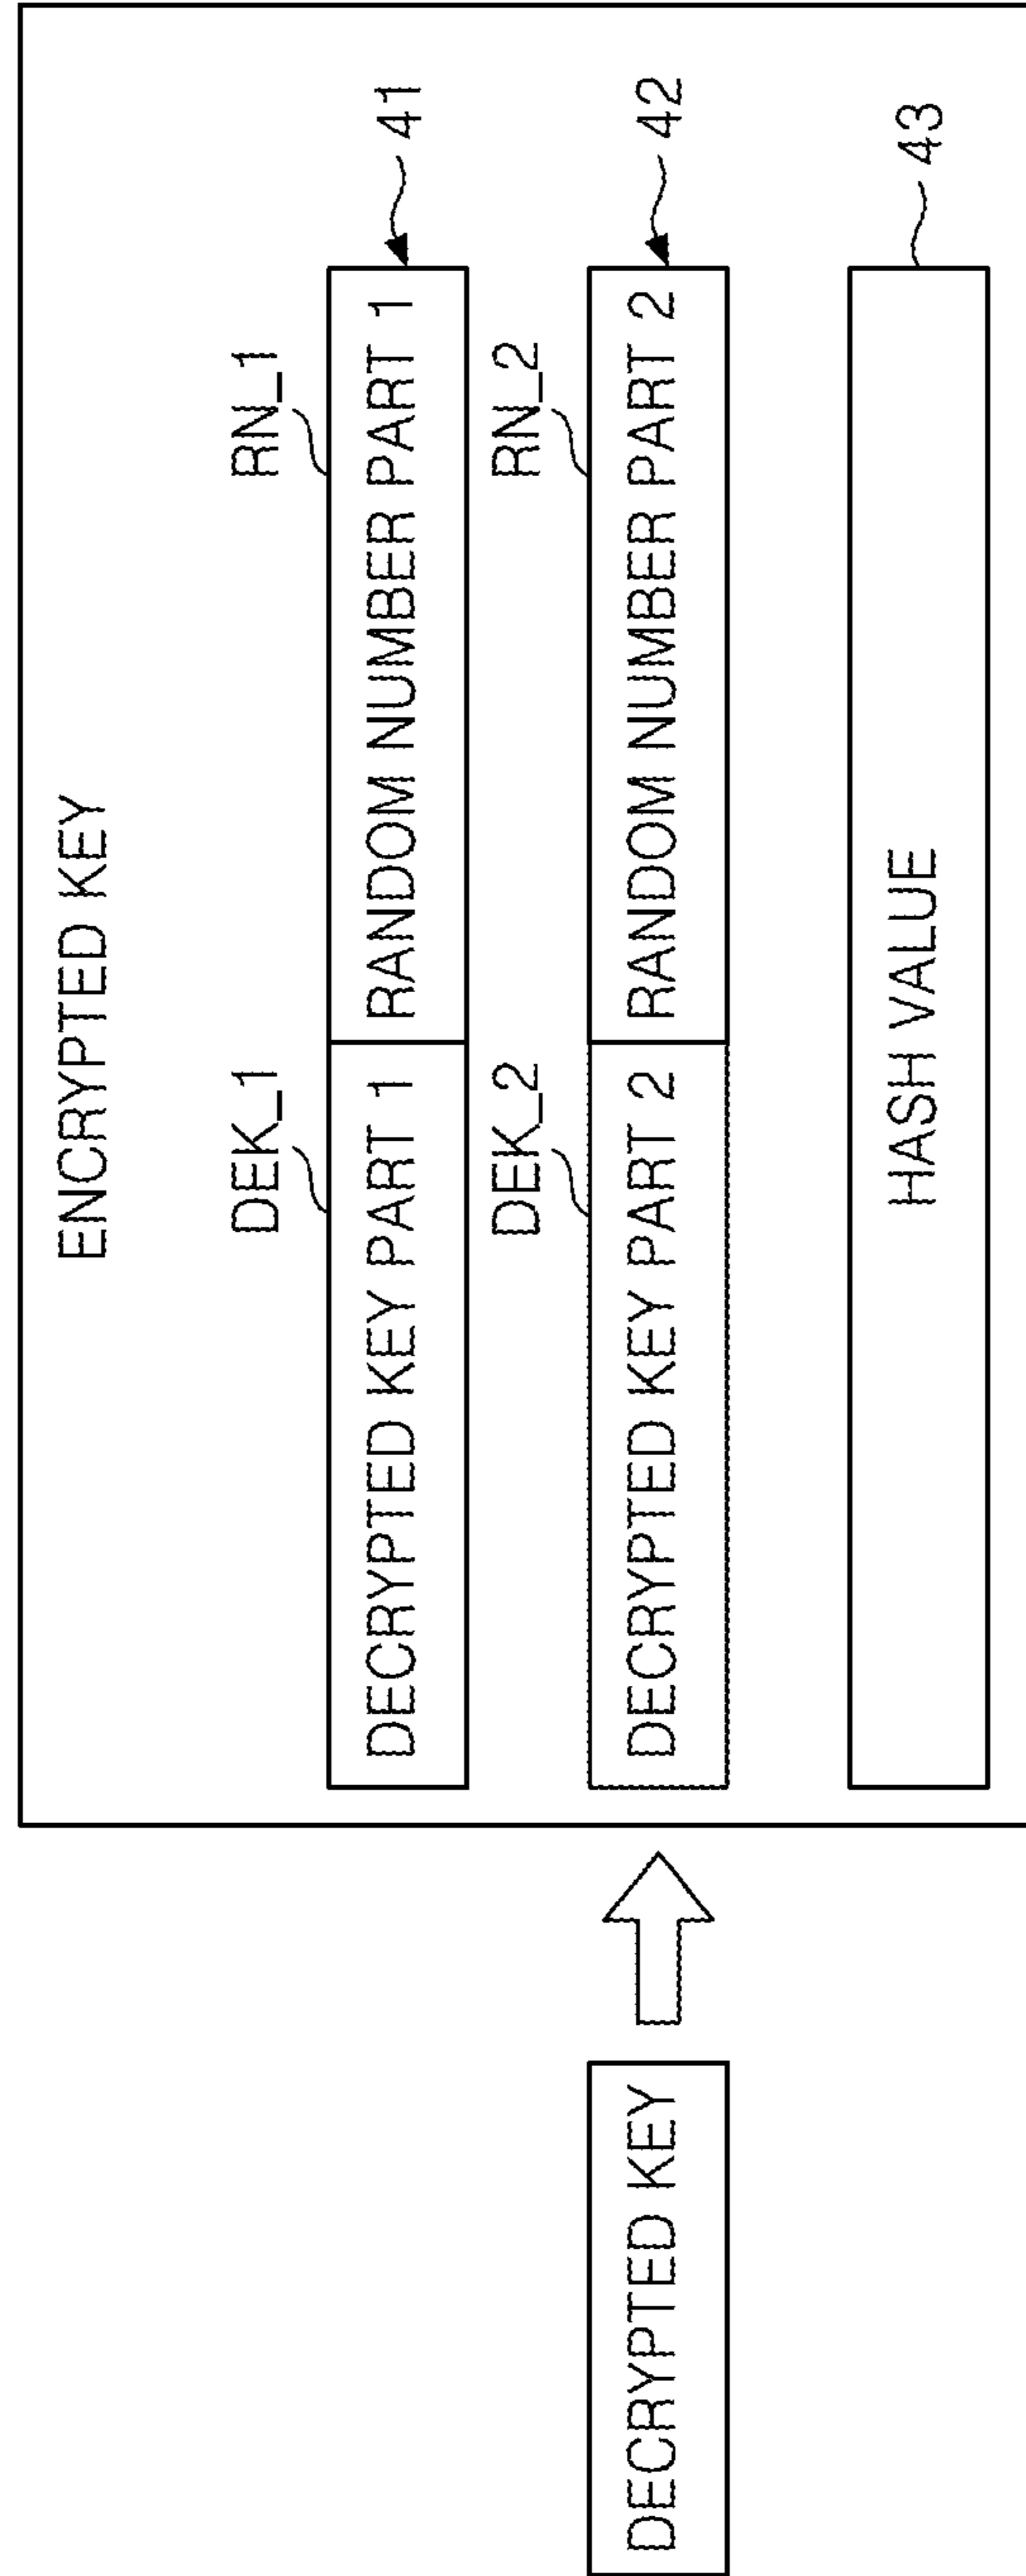 ENCRYPTED KEY
DEK_1
RN_1
DECRYPTED KEY PART 1
RANDOM NUMBER PART 1
41
DEK_2
RN_2
DECRYPTED KEY
DECRYPTED KEY PART 2
RANDOM NUMBER PART 2
42
HASH VALUE
43